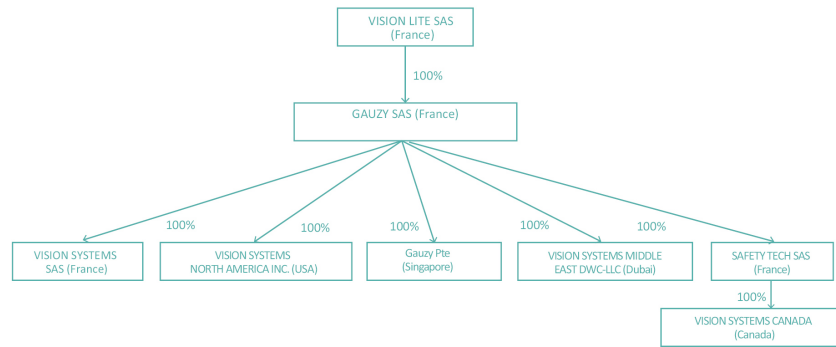 VISION LITE SAS
(France)
100%
GAUZY SAS (France)
100%
100%
100%
100%
100%
VISION SYSTEMS
SAS (France)
VISION SYSTEMS
NORTH AMERICA INC. (USA)
Gauzy Pte
(Singapore)
VISION SYSTEMS MIDDLE
EAST DWC-LLC (Dubai)
SAFETY TECH SAS
(France)
100%
VISION SYSTEMS CANADA
(Canada)